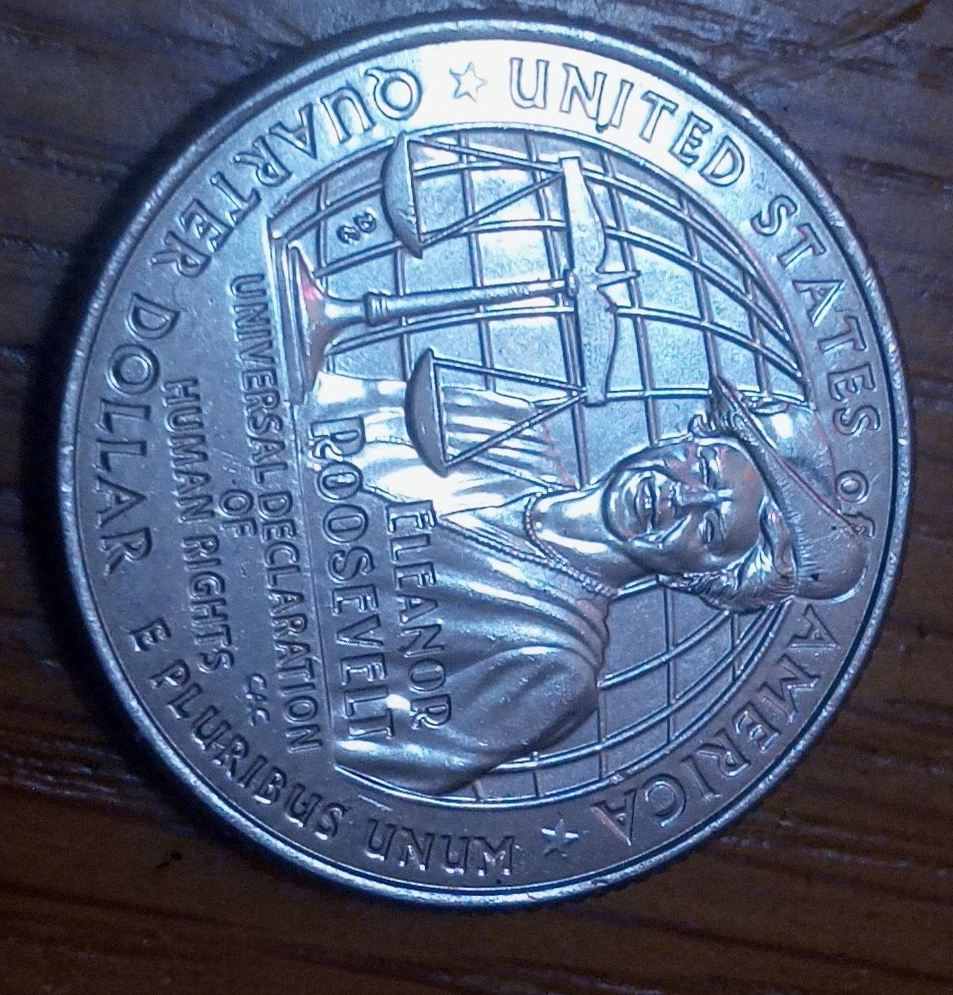 UNITED STATES OF AMERICA
ELEANOR
ROOSEVELT
UNIVERSAL DECLARATION
OF
HUMAN RIGHTS
QUARTER DOLLAR
E PLURIBUS UNUM